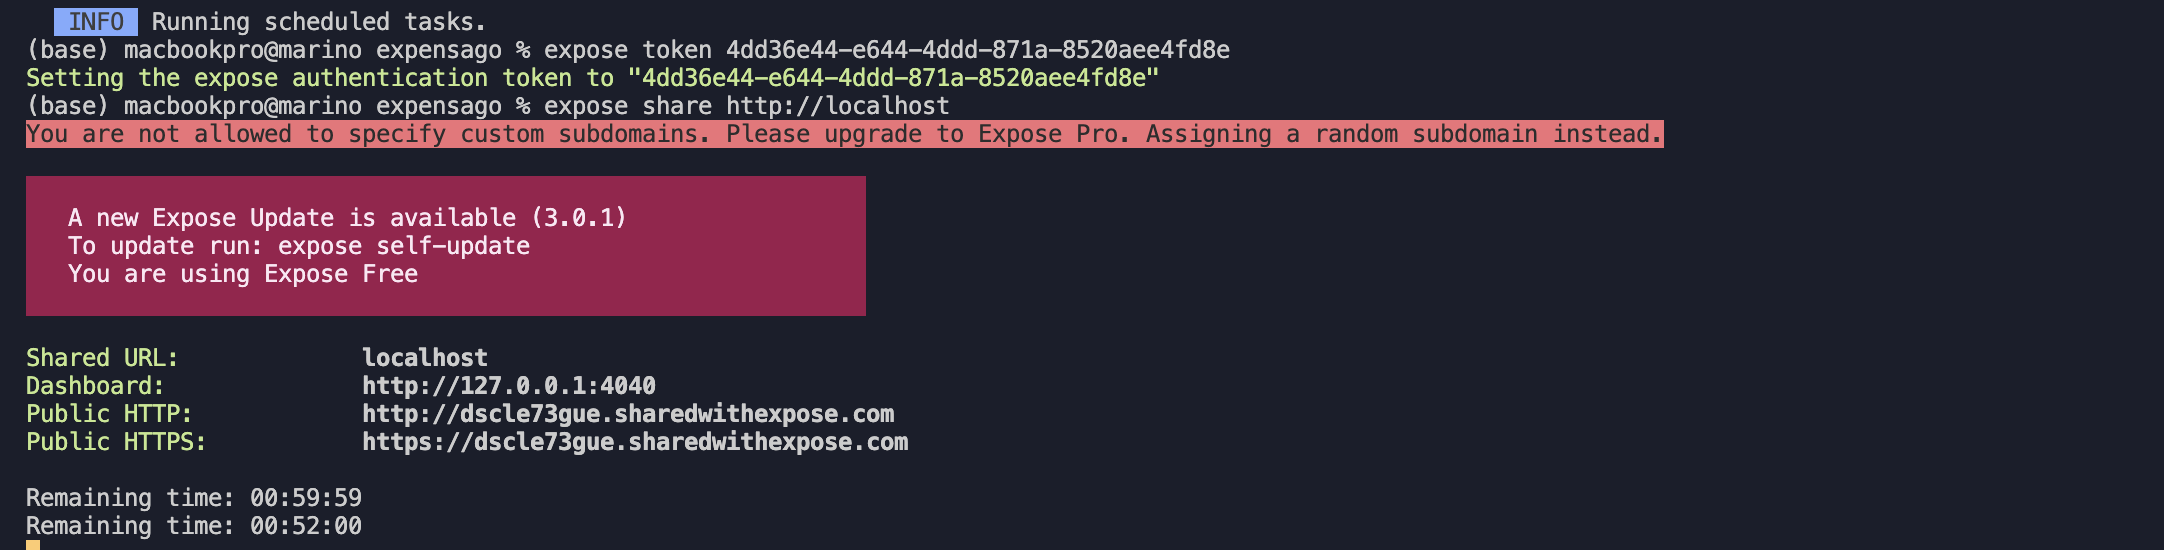 INFO Running scheduled tasks.
(base) macbookpro@marino expensago % expose token 4dd36e44-e644-4ddd-871a-8520aee4fd8e
Setting the expose authentication token to "4dd36e44-e644-4ddd-871a-8520aee4fd8e"
(base) macbookpro@marino expensago % expose share http://localhost
You are not allowed to specify custom subdomains. Please upgrade to Expose Pro. Assigning a random subdomain instead.
A new Expose Update is available (3.0.1)
To update run: expose self-update
You are using Expose Free
Shared URL: localhost
Dashboard: http://127.0.0.1:4040
Public HTTP: http://dscle73gue.sharedwithexpose.com
Public HTTPS: https://dscle73gue.sharedwithexpose.com
Remaining time: 00:59:59
Remaining time: 00:52:00